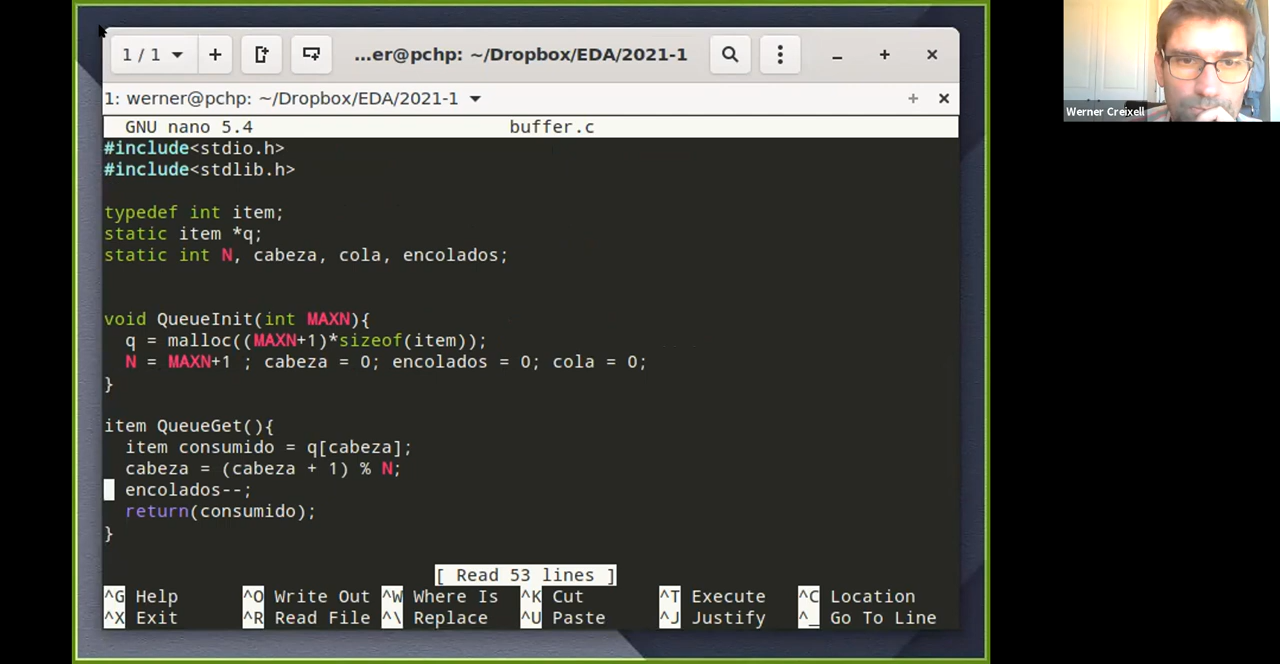 1 / 1
…er@pchp: ~/Dropbox/EDA/2021-1
1: werner@pchp: ~/Dropbox/EDA/2021-1
GNU nano 5.4 buffer.c
#include<stdio.h>
#include<stdlib.h>
typedef int item;
static item *q;
static int N, cabeza, cola, encolados;
void QueueInit(int MAXN){
q = malloc((MAXN+1)*sizeof(item));
N = MAXN+1 ; cabeza = 0; encolados = 0; cola = 0;
}
item QueueGet(){
item consumido = q[cabeza];
cabeza = (cabeza + 1) % N;
encolados--;
return(consumido);
}
[ Read 53 lines ]
^G Help ^O Write Out ^W Where Is ^K Cut ^T Execute ^C Location
^X Exit ^R Read File ^\ Replace ^U Paste ^J Justify ^_ Go To Line
Werner Creixell